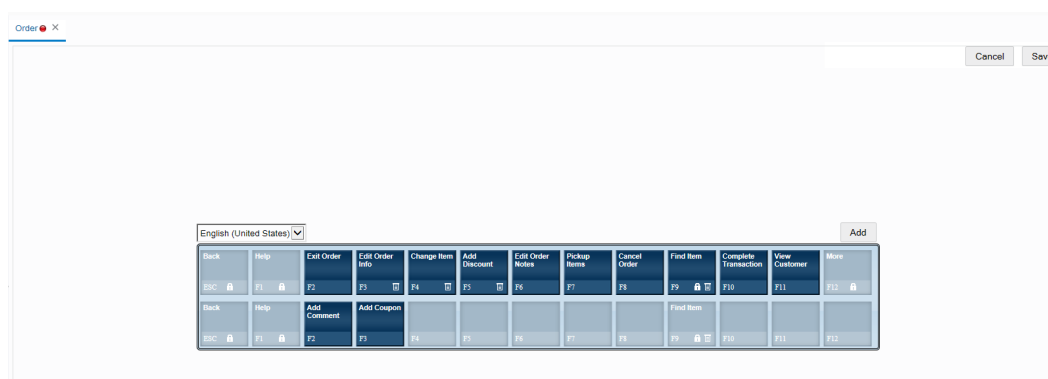 Order
Cancel Sav
English (United States) Add
Back Help Exit Order Edit Order Info Change Item Add Discount Edit Order Notes Pickup Items Cancel Order Find Item Complete Transaction View Customer More
ESC F1 F2 F3 F4 F5 F6 F7 F8 F9 F10 F11 F12
Back Help Add Comment Add Coupon Find Item
ESC F1 F2 F3 F4 F5 F6 F7 F8 F9 F10 F11 F12